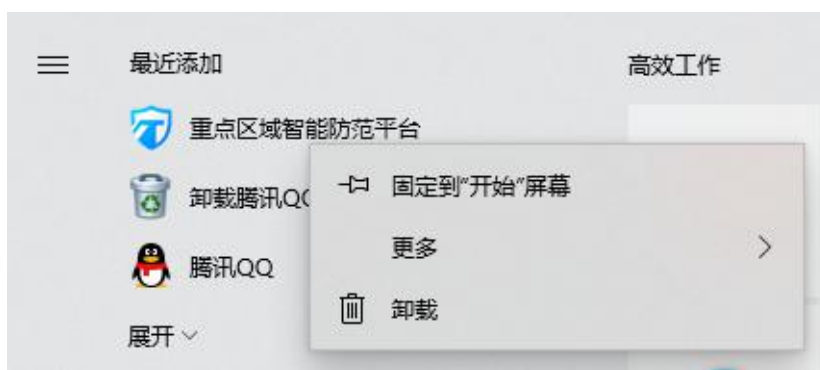 最近添加
高效工作
重点区域智能防范平台
卸载腾讯QQ
腾讯QQ
展开
固定到"开始"屏幕
更多
卸载